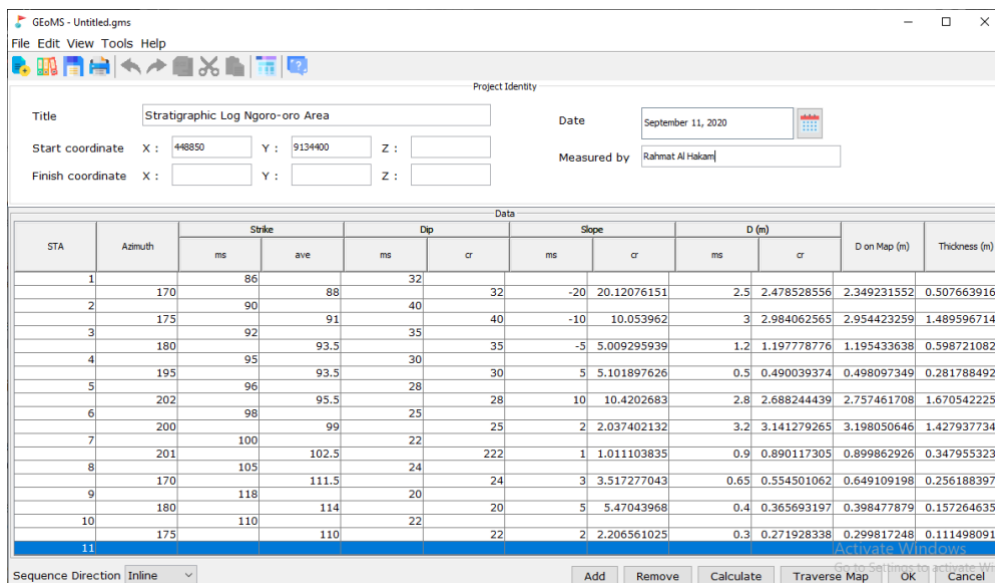 GEoMS - Untitled.gms
File Edit View Tools Help
Project Identity
Title Stratigraphic Log Ngoro-oro Area Date September 11, 2020
Start coordinate X : 448850 Y : 9134400 Z : Measured by Rahmat Al Hakam
Finish coordinate X : Y : Z :
Data
STA Azimuth Strike Dip Slope D (m) D on Map (m) Thickness (m)
ms ave ms cr ms cr ms cr
1 86 32
170 88 32 -20 20.12076151 2.5 2.478528556 2.349231552 0.507663916
2 90 40
175 91 40 -10 10.053962 3 2.984062565 2.954423259 1.489596714
3 92 35
180 93.5 35 -5 5.009295939 1.2 1.197778776 1.195433638 0.598721082
4 95 30
195 93.5 30 5 5.101897626 0.5 0.490039374 0.498097349 0.281788492
5 96 28
202 95.5 28 10 10.4202683 2.8 2.688244439 2.757461708 1.670542225
6 98 25
200 99 25 2 2.037402132 3.2 3.141279265 3.198050646 1.427937734
7 100 22
201 102.5 222 1 1.011103835 0.9 0.890117305 0.899862926 0.347955323
8 105 24
170 111.5 24 3 3.517277043 0.65 0.554501062 0.649109198 0.256188397
9 118 20
180 114 20 5 5.47043968 0.4 0.365693197 0.398477879 0.157264635
10 110 22
175 110 22 2 2.206561025 0.3 0.271928338 0.299817248 0.111498091
11
Activate Windows
Go to Settings to activate Wi
Sequence Direction Inline Add Remove Calculate Traverse Map OK Cancel